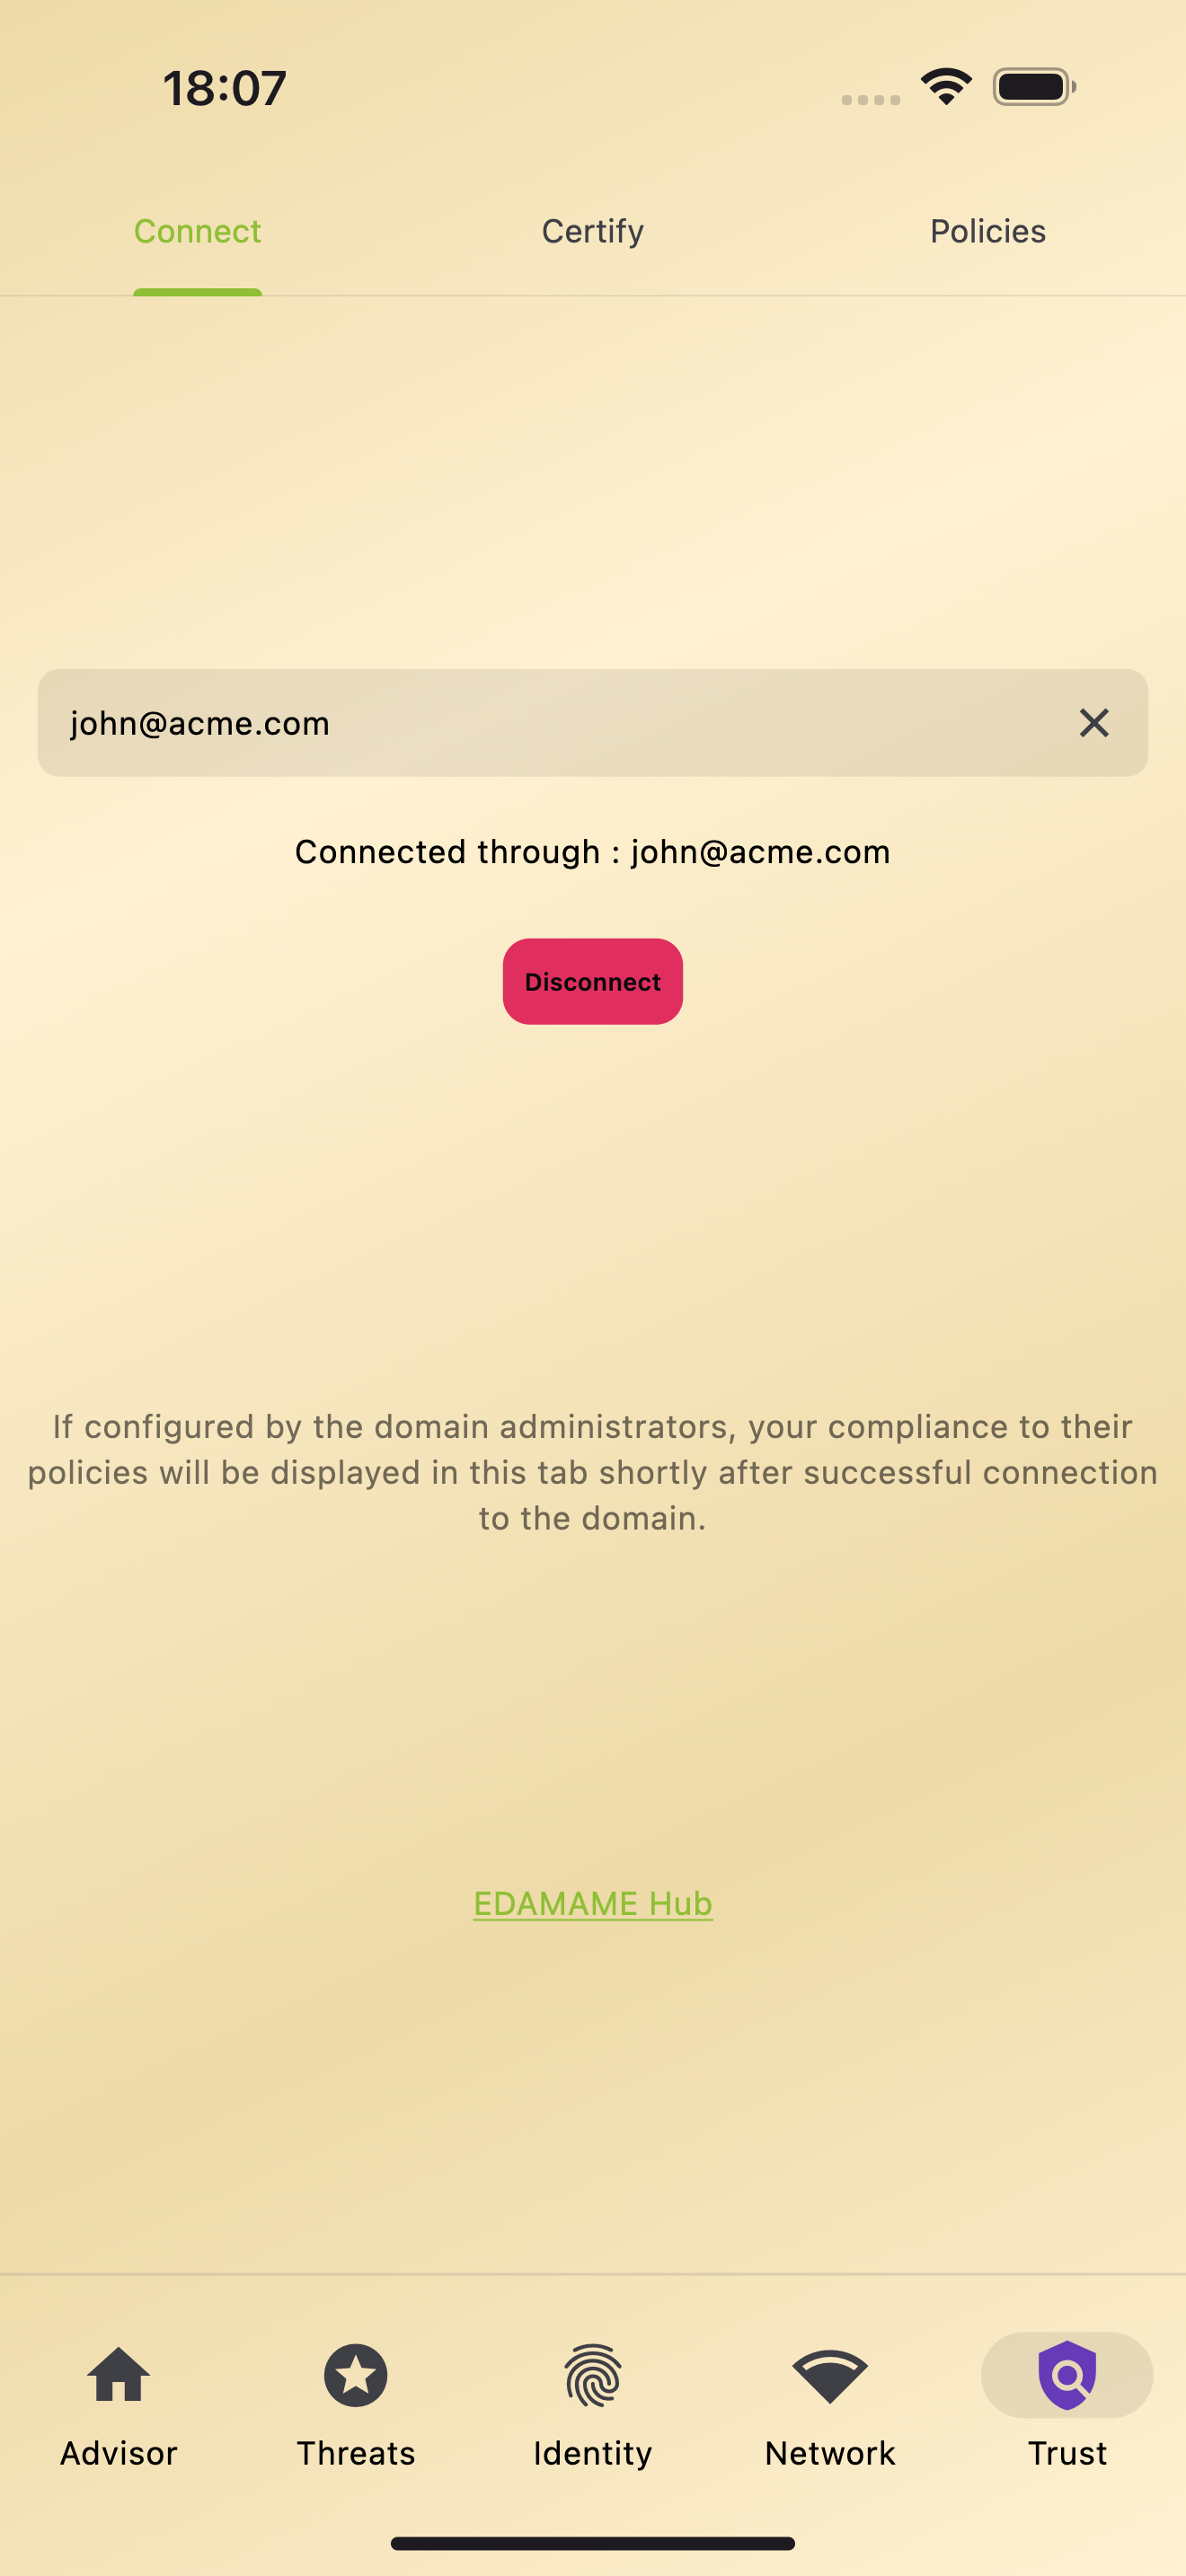 18:07
Connect
Certify
Policies
john@acme.com
Connected through : john@acme.com
Disconnect
If configured by the domain administrators, your compliance to their
policies will be displayed in this tab shortly after successful connection
to the domain.
EDAMAME Hub
Advisor
Threats
Identity
Network
Trust